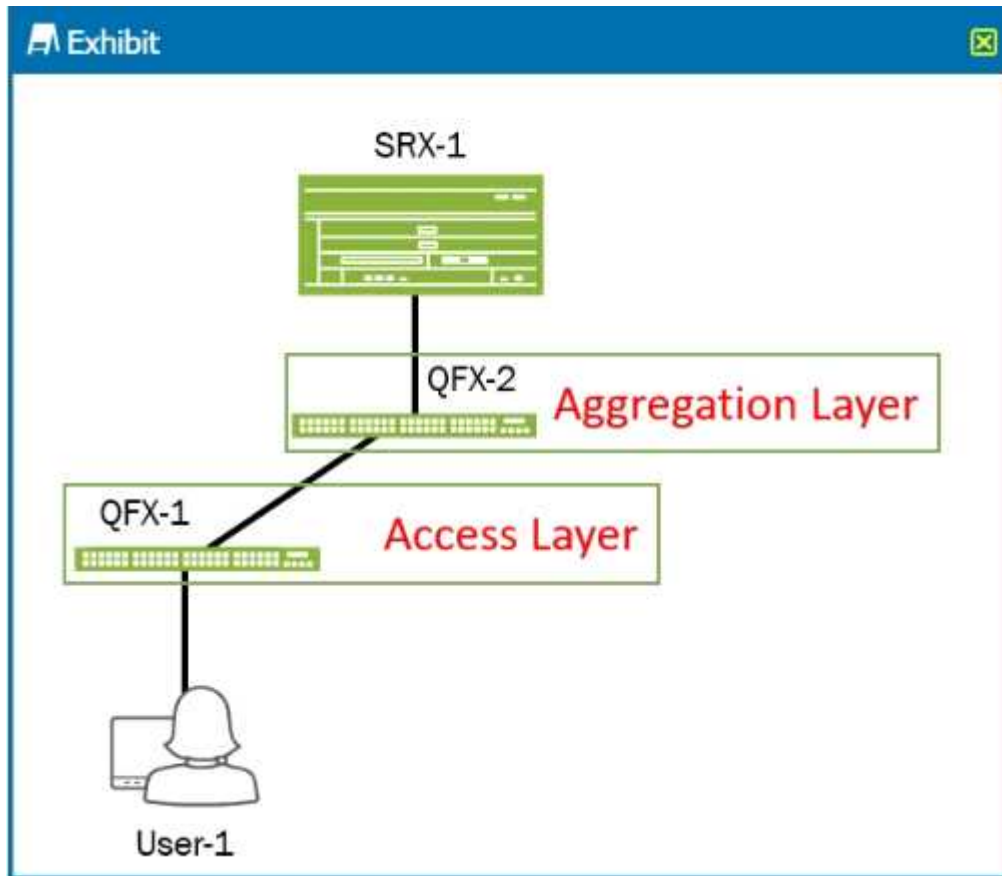 Exhibit
SRX-1
QFX-2
Aggregation Layer
QFX-1
Access Layer
User-1